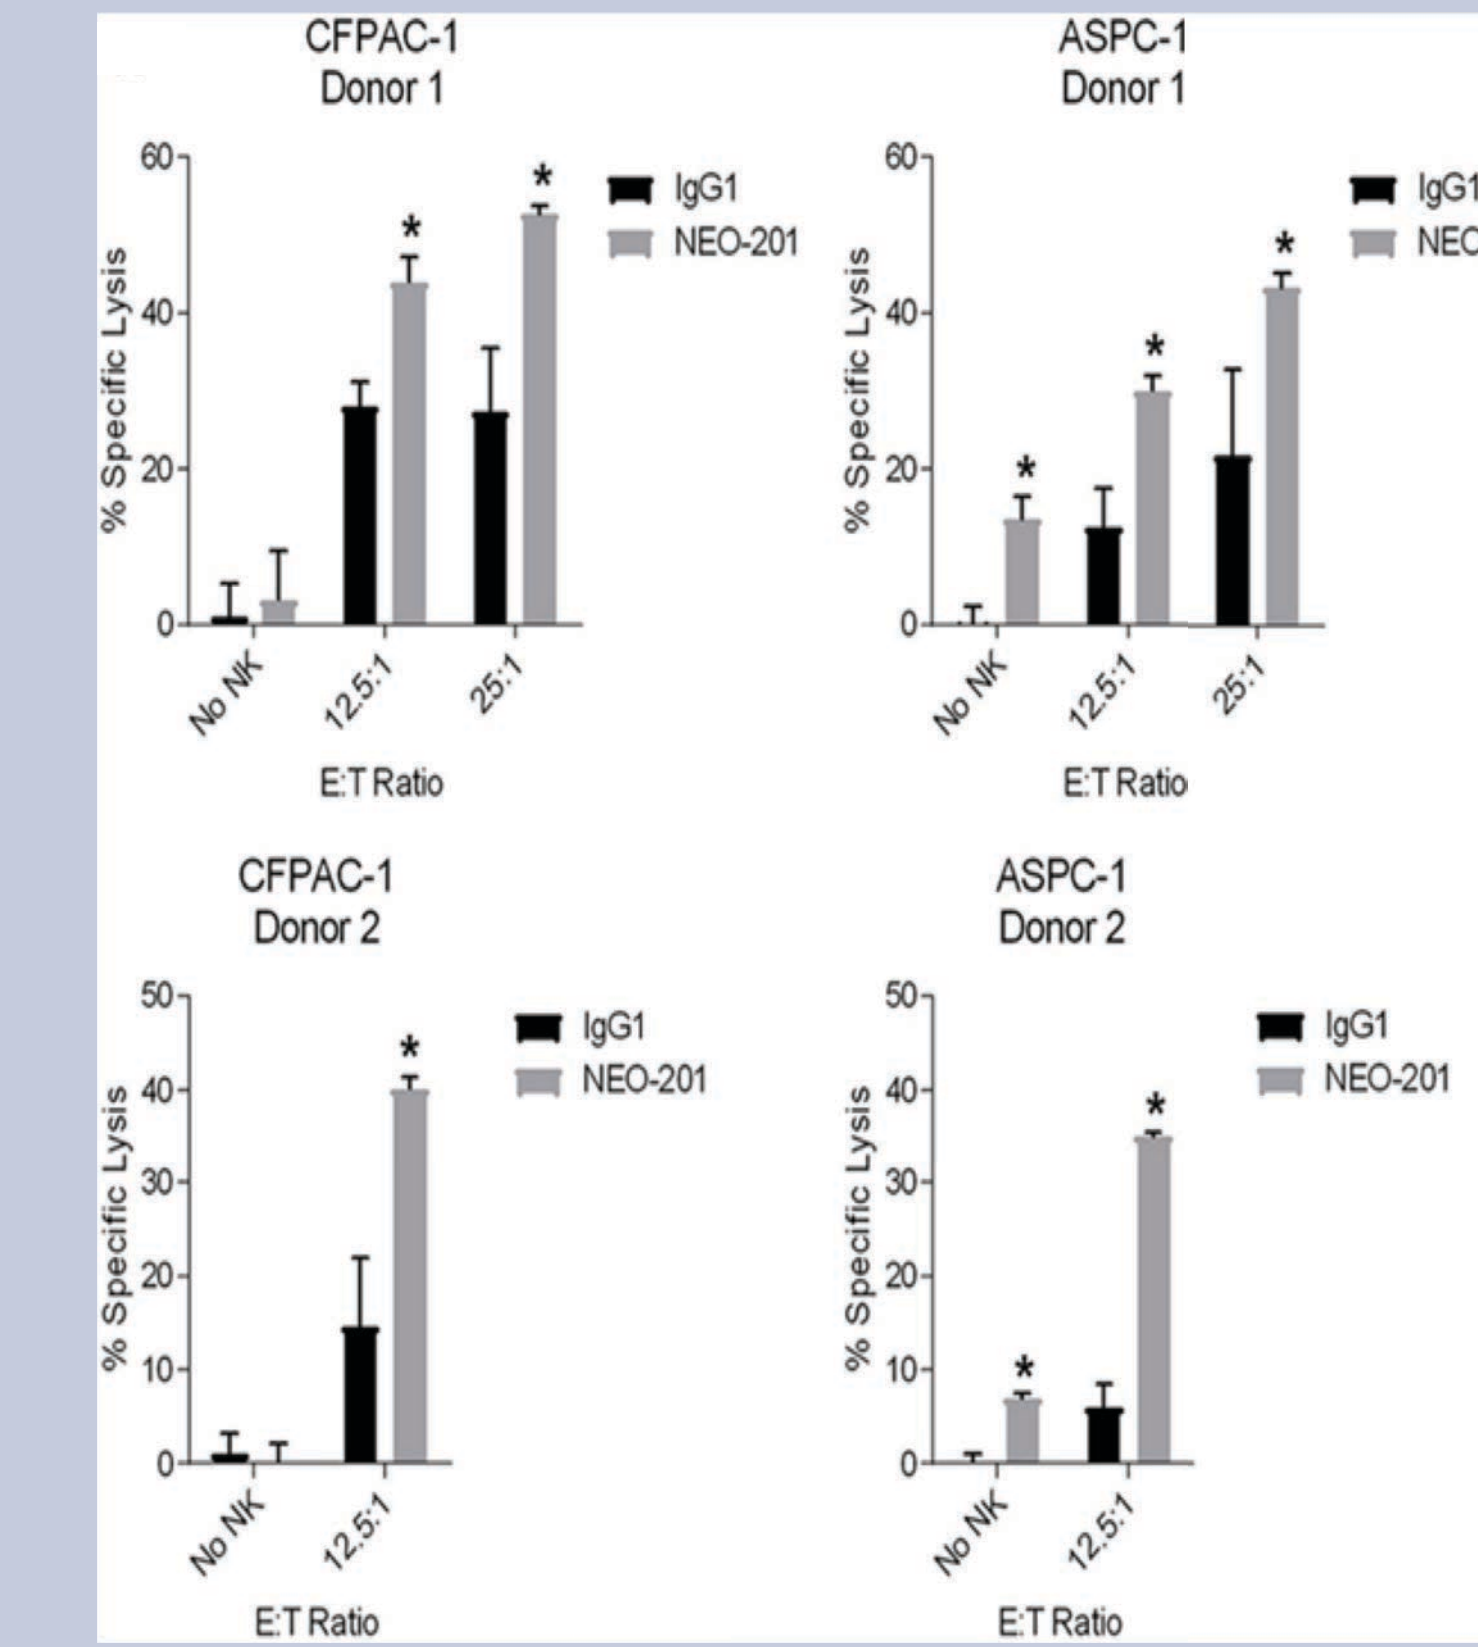 CFPAC-1
Donor 1
60
40
20
0
% Specific Lysis
*
*
IgG1
NEO-201
No NK
12.5:1
25:1
E:T Ratio
ASPC-1
Donor 1
60
40
20
0
% Specific Lysis
*
*
*
IgG1
NEO
No NK
12.5:1
25:1
E:T Ratio
CFPAC-1
Donor 2
50
40
30
20
10
0
% Specific Lysis
*
IgG1
NEO-201
No NK
12.5:1
E:T Ratio
ASPC-1
Donor 2
50
40
30
20
10
0
% Specific Lysis
*
*
IgG1
NEO-201
No NK
12.5:1
E:T Ratio